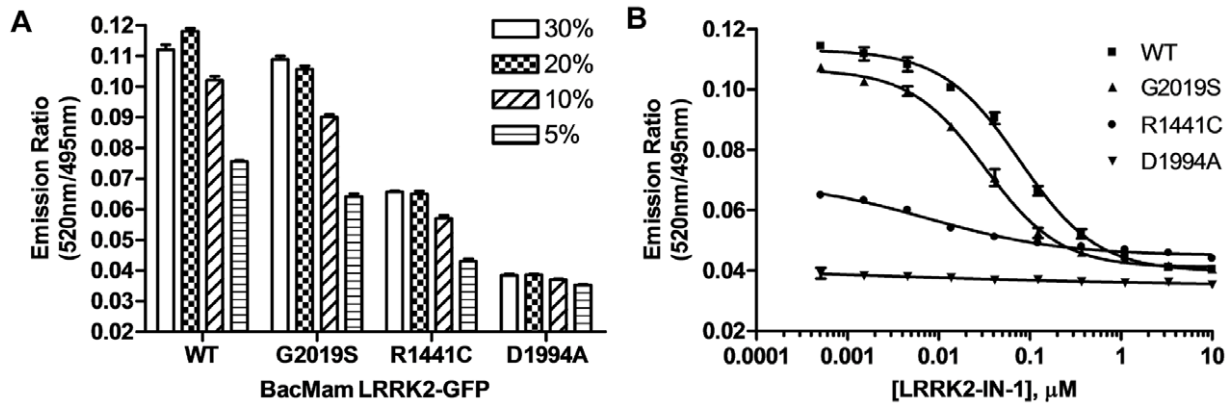 A
Emission Ratio
(520nm/495nm)
0.12
0.11
0.10
0.09
0.08
0.07
0.06
0.05
0.04
0.03
0.02
30%
20%
10%
5%
WT
G2019S
R1441C
D1994A
BacMam LRRK2-GFP
B
Emission Ratio
(520nm/495nm)
0.12
0.10
0.08
0.06
0.04
0.02
WT
G2019S
R1441C
D1994A
0.0001
0.001
0.01
0.1
1
10
[LRRK2-IN-1], μM